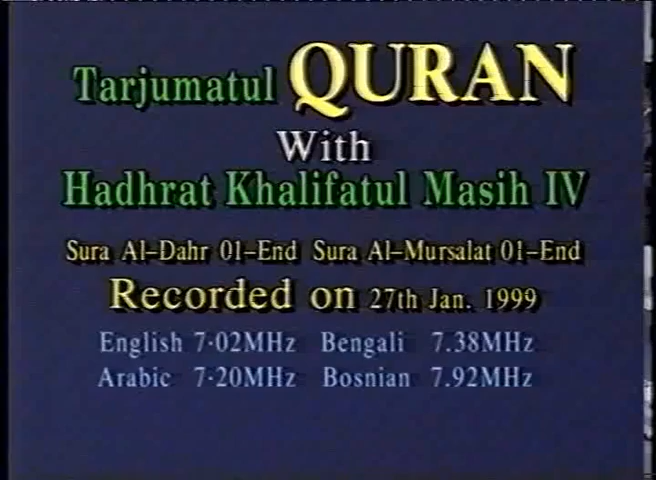 Tarjumatul QURAN
With
Hadhrat Khalifatul Masih IV
Sura Al-Dahr 01-End Sura Al-Mursalat 01-End
Recorded on 27th Jan. 1999
English 7·02MHz Bengali 7.38MHz
Arabic 7·20MHz Bosnian 7.92MHz